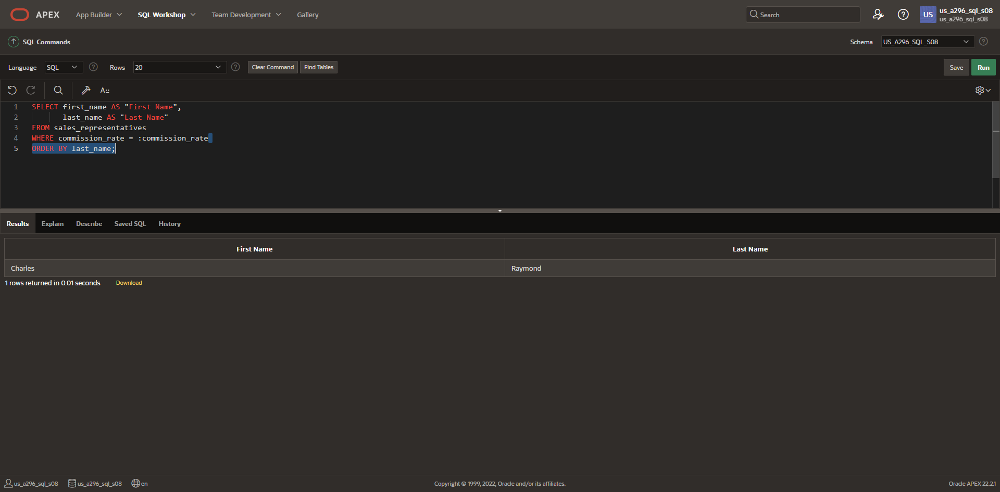 APEX App Builder SQL Workshop Team Development Gallery Search US us_a296_sql_s08
us_a296_sql_s08
SQL Commands Schema US_A296_SQL_S08
Language SQL Rows 20 Clear Command Find Tables Save Run
A
1 SELECT first_name AS "First Name",
2 last_name AS "Last Name"
3 FROM sales_representatives
4 WHERE commission_rate = :commission_rate
5 ORDER BY last_name;
Results Explain Describe Saved SQL History
First Name Last Name
Charles Raymond
1 rows returned in 0.01 seconds Download
us_a296_sql_s08 us_a296_sql_s08 en Copyright © 1999, 2022, Oracle and/or its affiliates. Oracle APEX 22.2.1